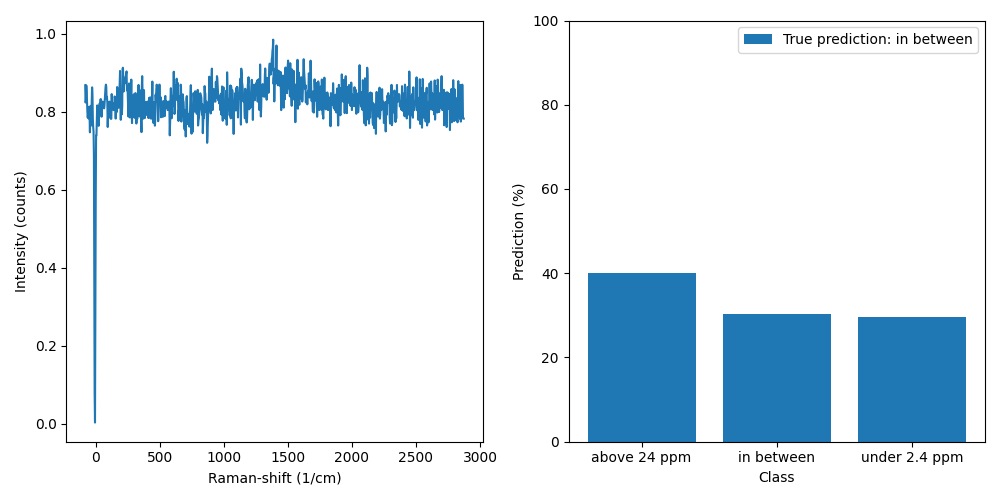 1.0
0.8
0.6
0.4
0.2
0.0
Intensity (counts)
0 500 1000 1500 2000 2500 3000
Raman-shift (1/cm)
100
80
60
40
20
0
Prediction (%)
True prediction: in between
above 24 ppm in between under 2.4 ppm
Class